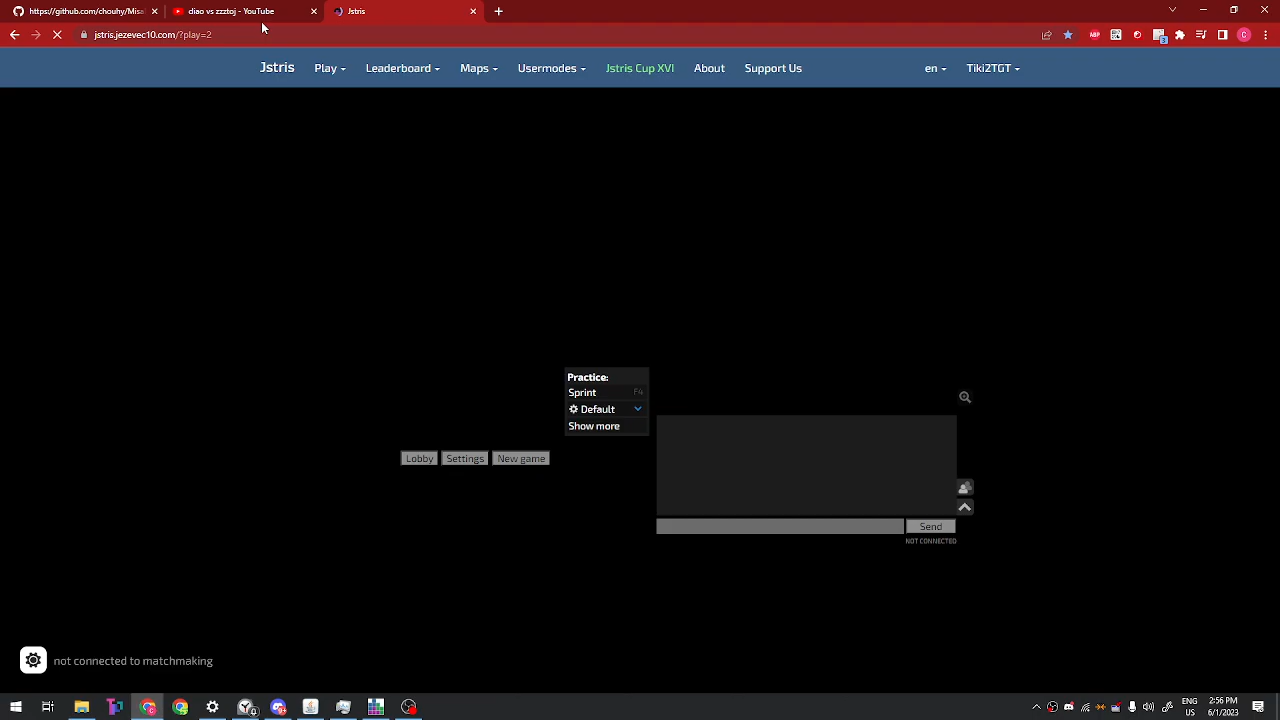 https://github.com/chouhy/Misa
diao vs zzztoj - YouTube
Jstris
jstris.jezevec10.com/?play=2
Jstris Play Leaderboard Maps Usermodes Jstris Cup XVI About Support Us en Tiki2TGT
Practice:
Sprint F4
Default
Show more
Lobby Settings New game
Send
NOT CONNECTED
not connected to matchmaking
ENG 2:56 PM
US 6/1/2023